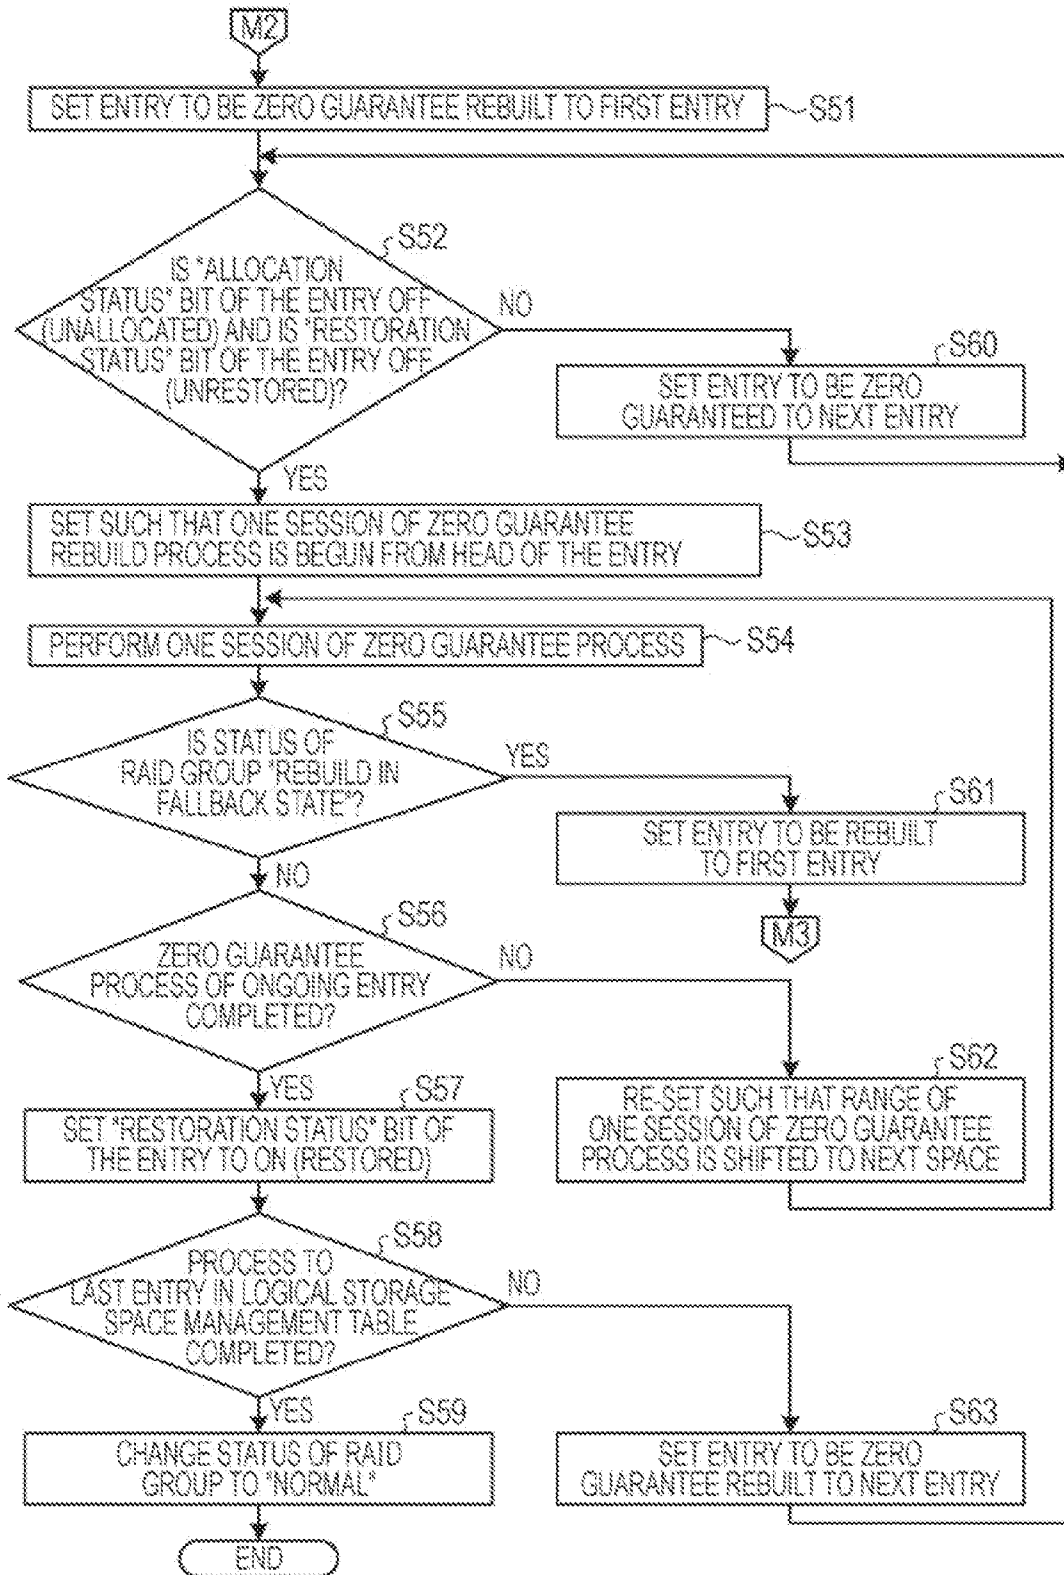 M2
SET ENTRY TO BE ZERO GUARANTEE REBUILT TO FIRST ENTRY
S51
S52
IS "ALLOCATION
STATUS" BIT OF THE ENTRY OFF
(UNALLOCATED) AND IS "RESTORATION
STATUS" BIT OF THE ENTRY OFF
(UNRESTORED)?
NO
S60
SET ENTRY TO BE ZERO
GUARANTEED TO NEXT ENTRY
YES
SET SUCH THAT ONE SESSION OF ZERO GUARANTEE
REBUILD PROCESS IS BEGUN FROM HEAD OF THE ENTRY
S53
PERFORM ONE SESSION OF ZERO GUARANTEE PROCESS
S54
S55
IS STATUS OF
RAID GROUP "REBUILD IN
FALLBACK STATE"?
YES
S61
SET ENTRY TO BE REBUILT
TO FIRST ENTRY
M3
NO
S56
ZERO GUARANTEE
PROCESS OF ONGOING ENTRY
COMPLETED?
NO
S62
RE-SET SUCH THAT RANGE OF
ONE SESSION OF ZERO GUARANTEE
PROCESS IS SHIFTED TO NEXT SPACE
YES
S57
SET "RESTORATION STATUS" BIT OF
THE ENTRY TO ON (RESTORED)
S58
PROCESS TO
LAST ENTRY IN LOGICAL STORAGE
SPACE MANAGEMENT TABLE
COMPLETED?
NO
S63
SET ENTRY TO BE ZERO
GUARANTEE REBUILT TO NEXT ENTRY
YES
S59
CHANGE STATUS OF RAID
GROUP TO "NORMAL"
END